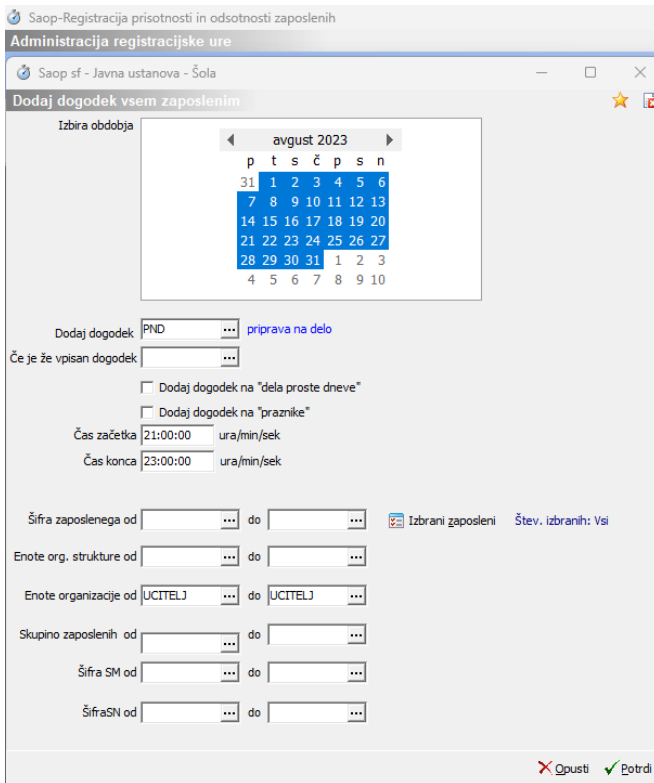 Saop-Registracija prisotnosti in odsotnosti zaposlenih
Administracija registracijske ure
Saop sf - Javna ustanova - Šola
Dodaj dogodek vsem zaposlenim
Izbira obdobja
avgust 2023
p t s č p s n
31 1 2 3 4 5 6
7 8 9 10 11 12 13
14 15 16 17 18 19 20
21 22 23 24 25 26 27
28 29 30 31 1 2 3
4 5 6 7 8 9 10
Dodaj dogodek PND ... priprava na delo
Če je že vpisan dogodek ...
Dodaj dogodek na "dela proste dneve"
Dodaj dogodek na "praznike"
Čas začetka 21:00:00 ura/min/sek
Čas konca 23:00:00 ura/min/sek
Šifra zaposlenega od ... do ... Izbrani zaposleni Štev. izbranih: Vsi
Enote org. strukture od ... do ...
Enote organizacije od UCITELJ ... do UCITELJ ...
Skupino zaposlenih od ... do ...
Šifra SM od ... do ...
ŠifraSN od ... do ...
Opusti Potrdi